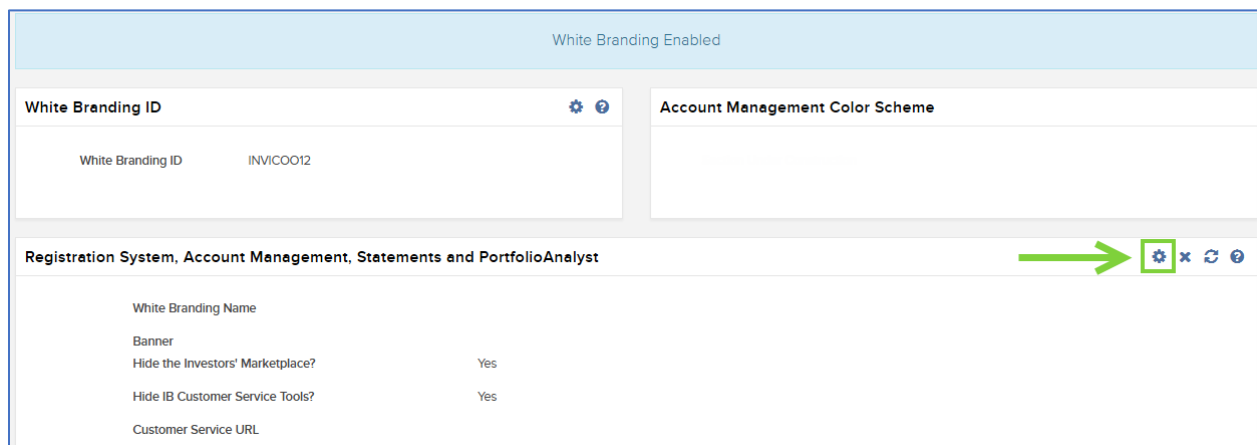 White Branding Enabled
White Branding ID
Account Management Color Scheme
White Branding ID INVICOO12
Registration System, Account Management, Statements and PortfolioAnalyst
White Branding Name
Banner
Hide the Investors' Marketplace? Yes
Hide IB Customer Service Tools? Yes
Customer Service URL